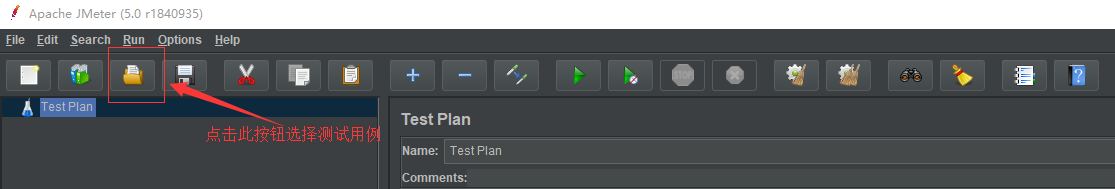 Apache JMeter (5.0 r1840935)
File Edit Search Run Options Help
STOP
Test Plan
点击此按钮选择测试用例
Test Plan
Name: Test Plan
Comments: